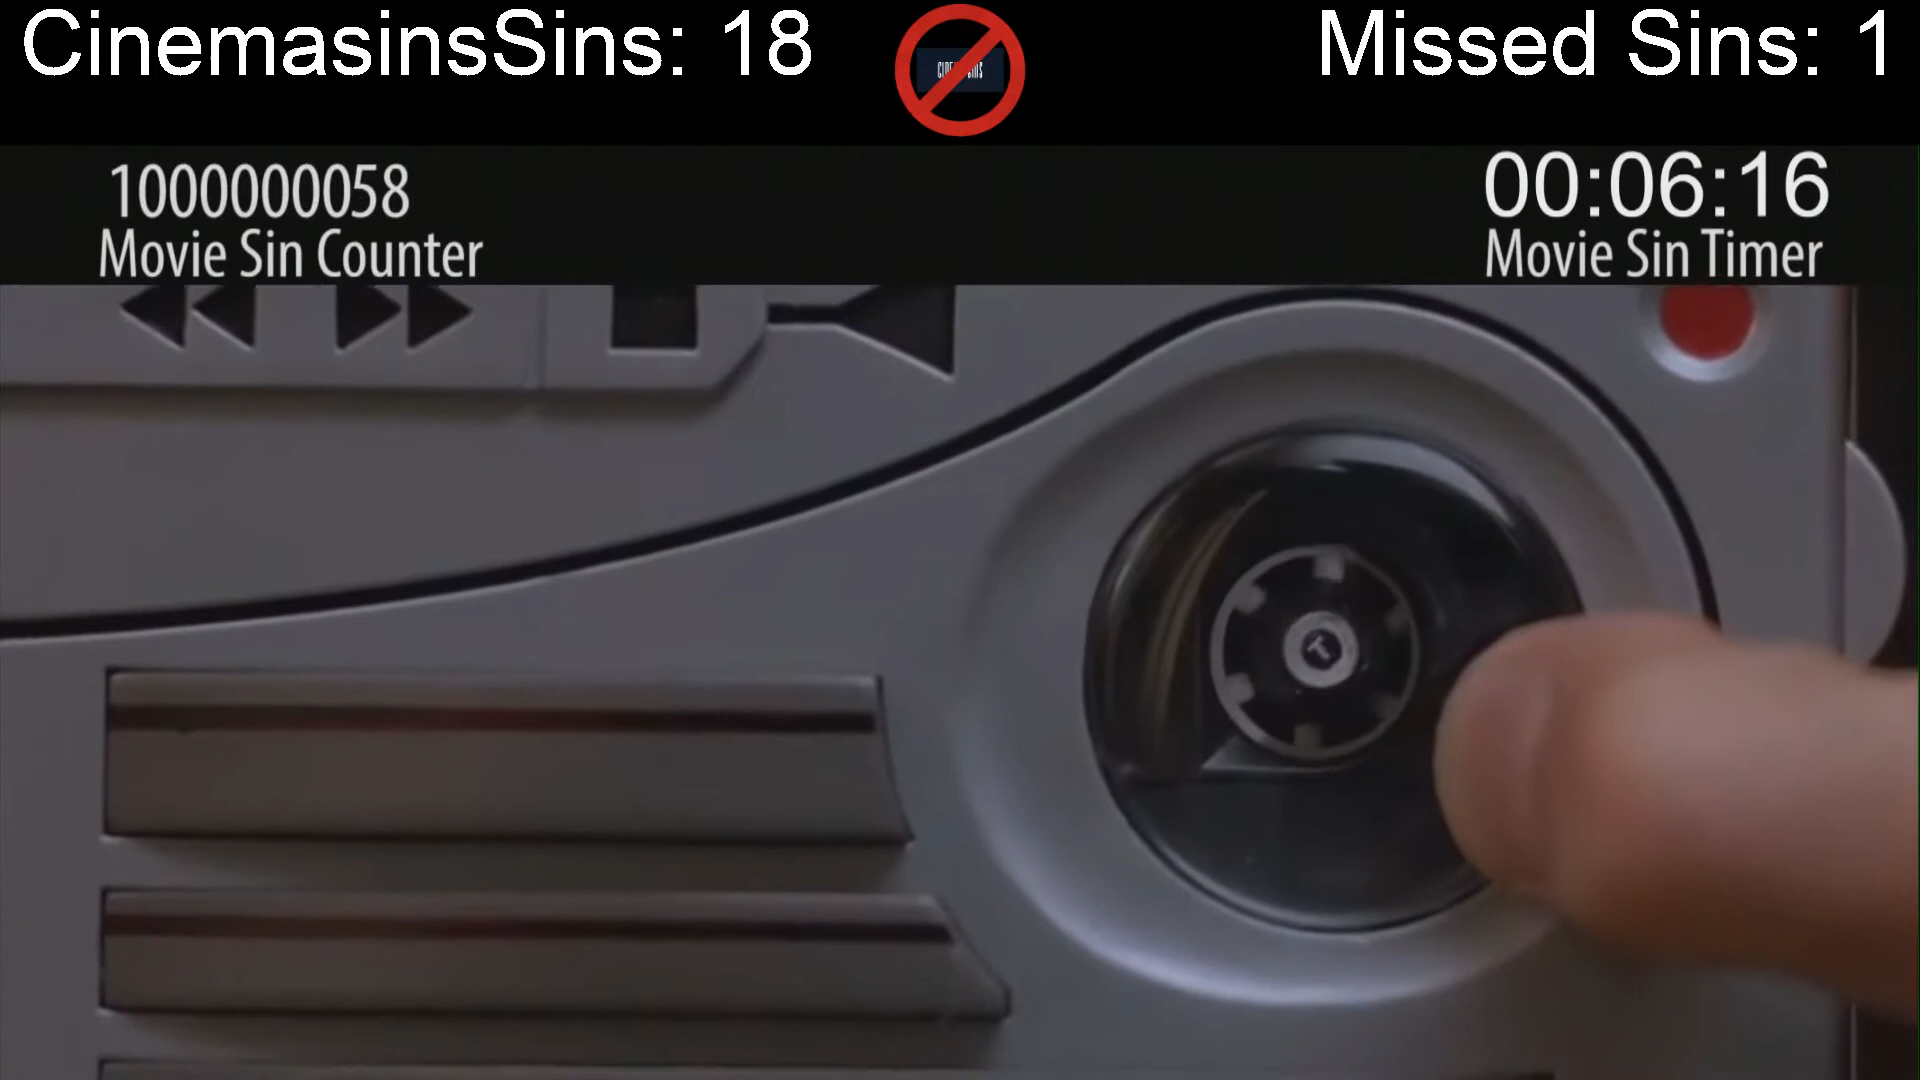 CinemasinsSins: 18
Missed Sins: 1
1000000058
Movie Sin Counter
00:06:16
Movie Sin Timer